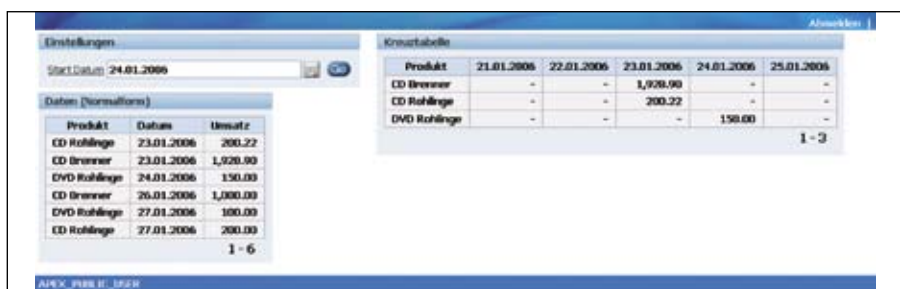 Abmelden |
Einstellungen
Start Datum 24.01.2006 GO
Daten (Normalform)
Produkt Datum Umsatz
CD Rohlinge 23.01.2006 200.22
CD Brenner 23.01.2006 1,920.90
DVD Rohlinge 24.01.2006 150.00
CD Brenner 26.01.2006 1,000.00
DVD Rohlinge 27.01.2006 100.00
CD Rohlinge 27.01.2006 200.00
1 - 6
Kreuztabelle
Produkt 21.01.2006 22.01.2006 23.01.2006 24.01.2006 25.01.2006
CD Brenner - - 1,920.90 - -
CD Rohlinge - - 200.22 - -
DVD Rohlinge - - - 150.00 -
1 - 3
APEX_PUBLIC_USER